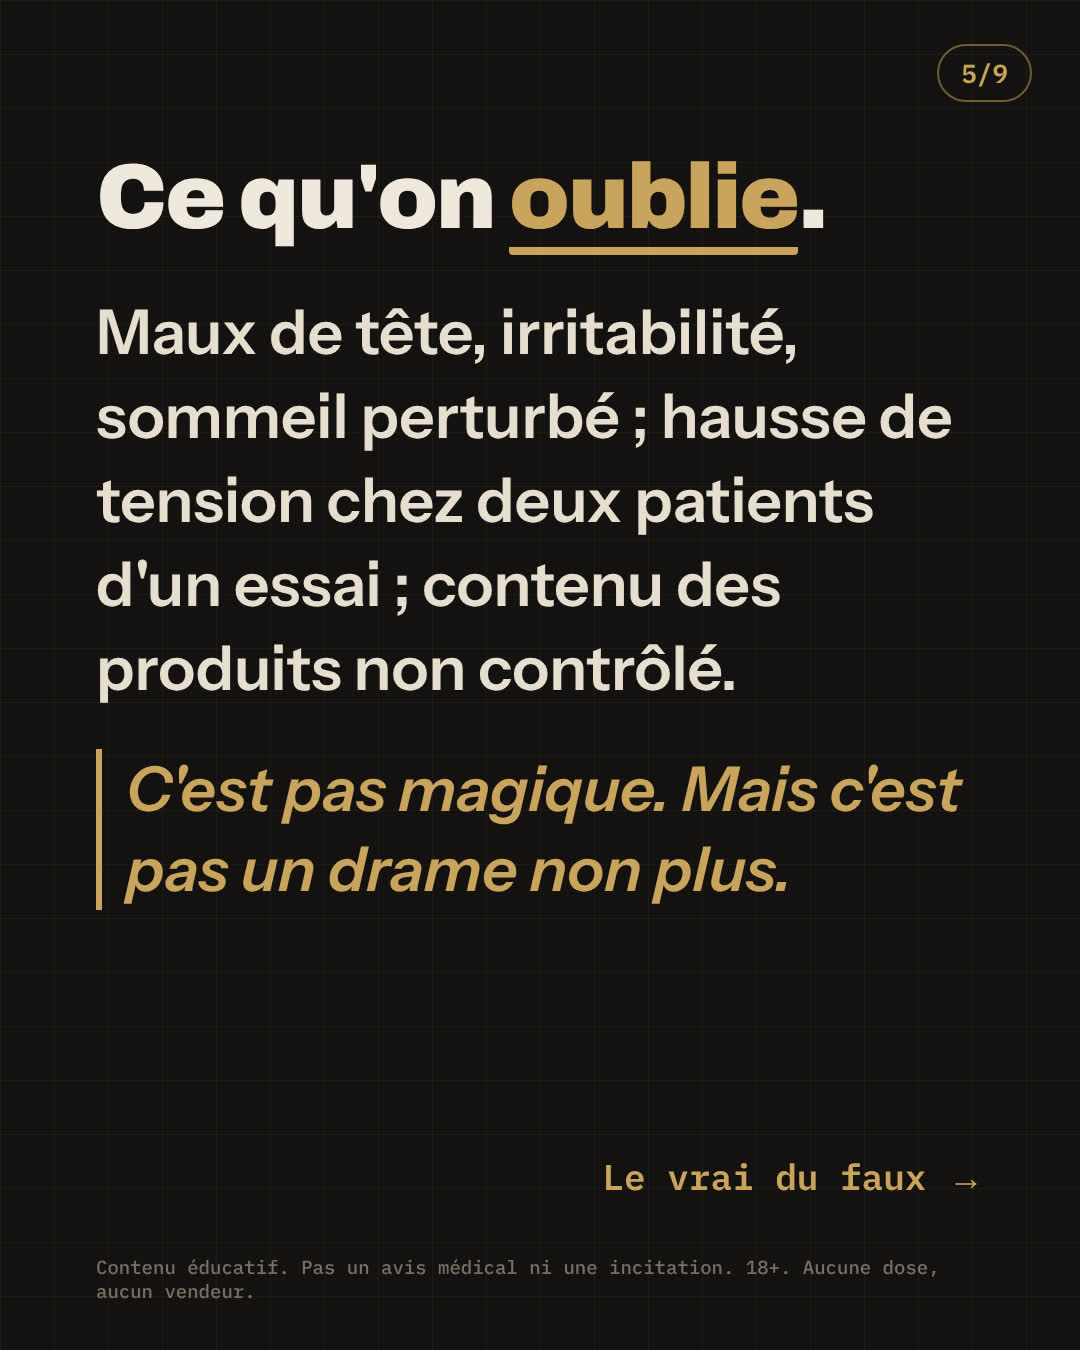 5/9
Ce qu'on oublie.
Maux de tête, irritabilité,
sommeil perturbé ; hausse de
tension chez deux patients
d'un essai ; contenu des
produits non contrôlé.
C'est pas magique. Mais c'est
pas un drame non plus.
Le vrai du faux →
Contenu éducatif. Pas un avis médical ni une incitation. 18+. Aucune dose,
aucun vendeur.